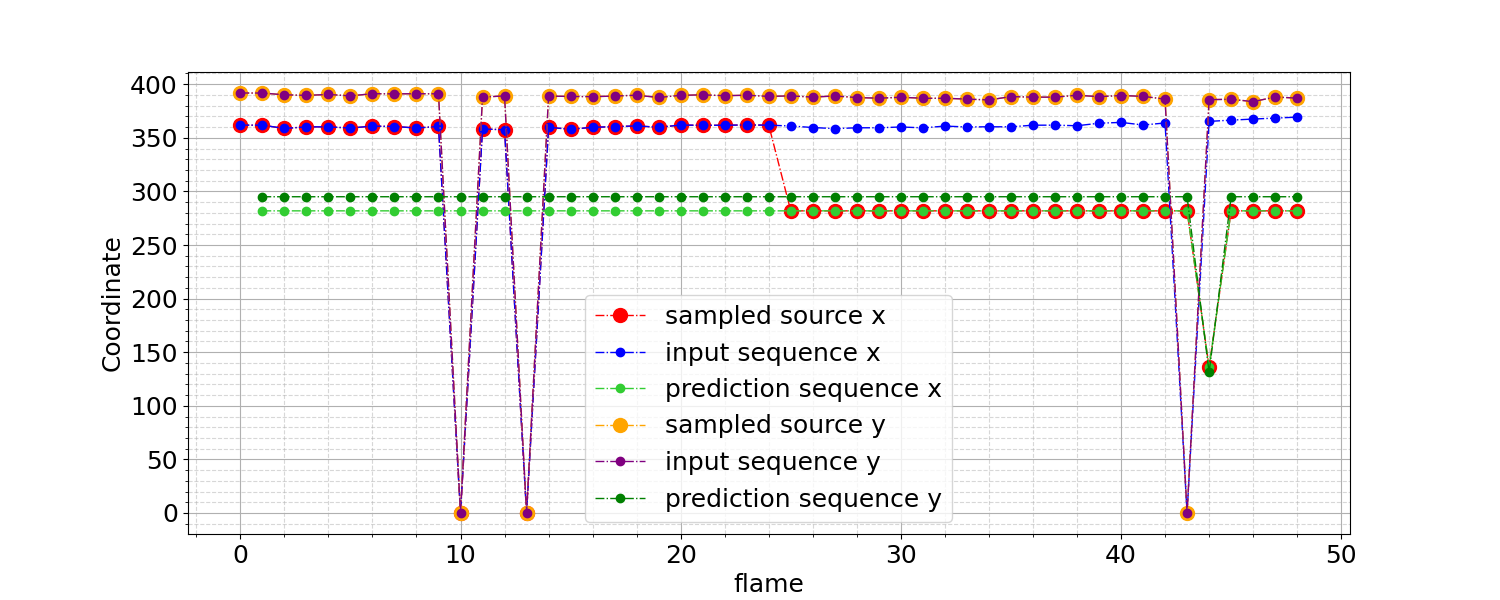 400
350
300
250
200
150
100
50
0
Coordinate
sampled source x
input sequence x
prediction sequence x
sampled source y
input sequence y
prediction sequence y
0 10 20 30 40 50
flame